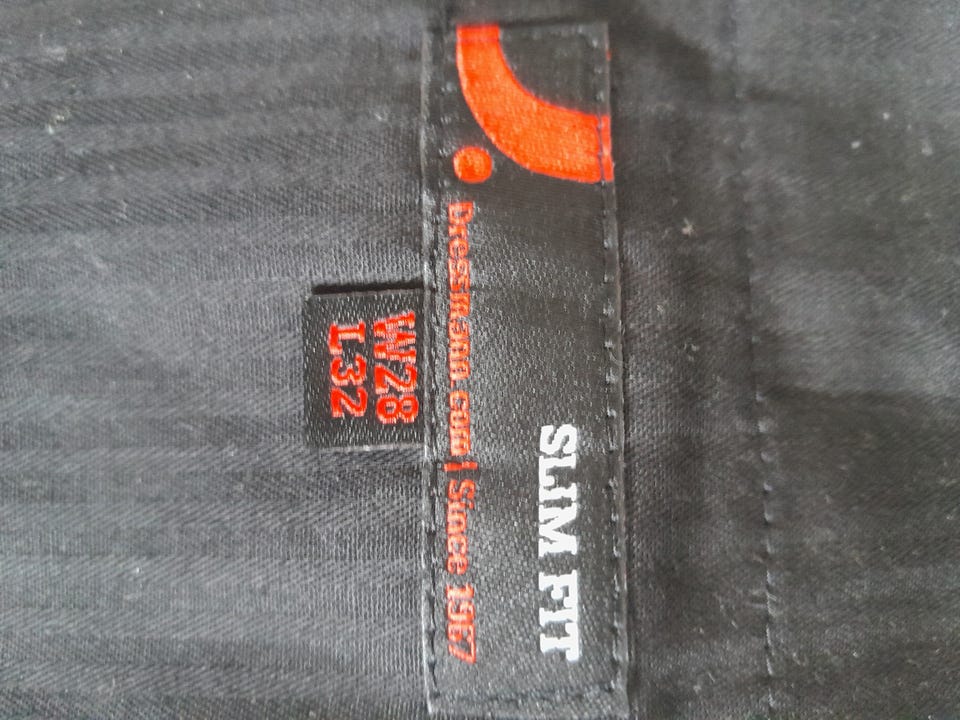 SLIM FIT
Dressmann.com | Since 1967
W28
L32